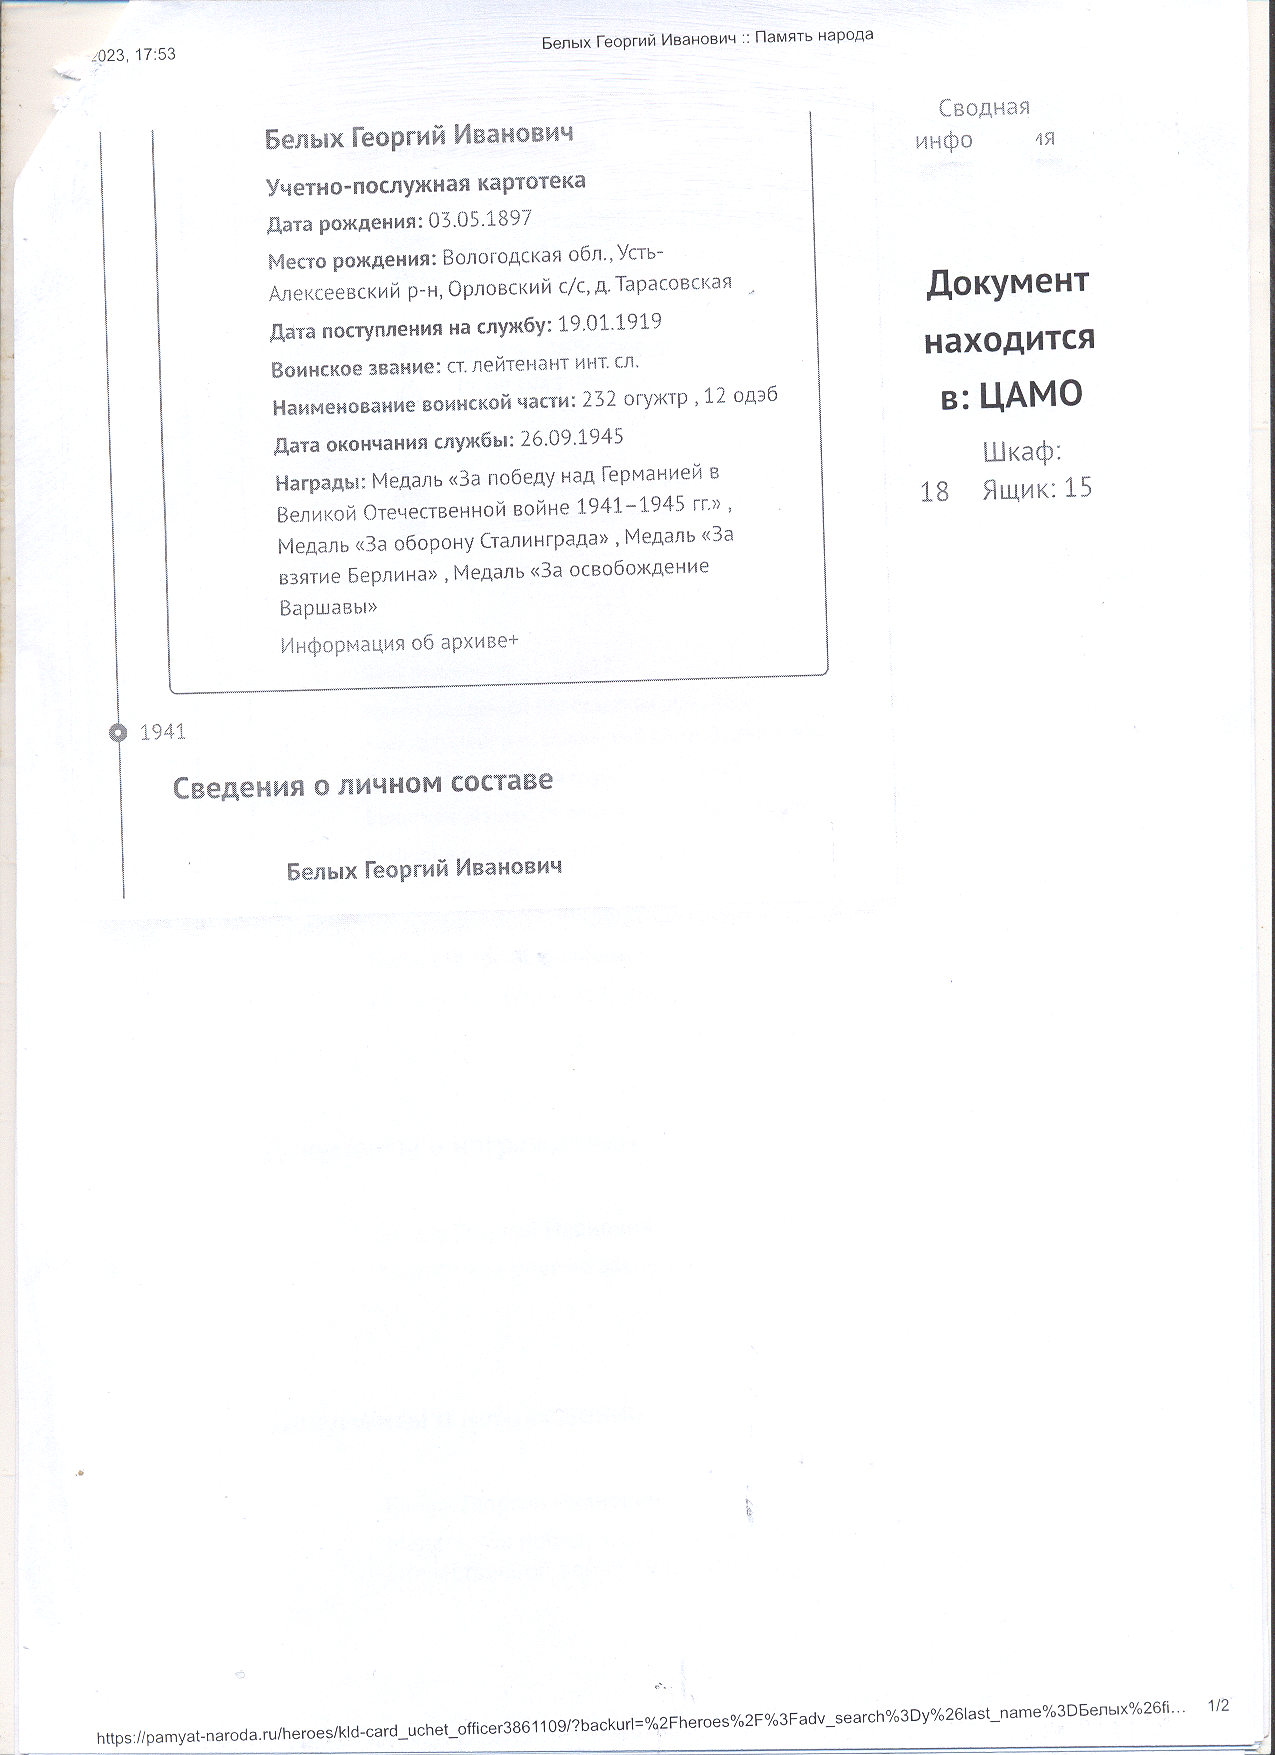 2023, 17:53
Белых Георгий Иванович :: Память народа
Белых Георгий Иванович
Учетно-послужная картотека
Дата рождения: 03.05.1897
Место рождения: Вологодская обл., Усть-
Алексеевский р-н, Орловский с/с, д. Тарасовская
Дата поступления на службу: 19.01.1919
Воинское звание: ст. лейтенант инт. сл.
Наименование воинской части: 232 огужтр , 12 одэб
Дата окончания службы: 26.09.1945
Награды: Медаль «За победу над Германией в
Великой Отечественной войне 1941–1945 гг.» ,
Медаль «За оборону Сталинграда» , Медаль «За
взятие Берлина» , Медаль «За освобождение
Варшавы»
Информация об архиве+
Сводная
инфо ия
Документ
находится
в: ЦАМО
Шкаф:
18 Ящик: 15
1941
Сведения о личном составе
Белых Георгий Иванович
https://pamyat-naroda.ru/heroes/kld-card_uchet_officer3861109/?backurl=%2Fheroes%2F%3Fadv_search%3Dy%26last_name%3DБелых%26fi... 1/2